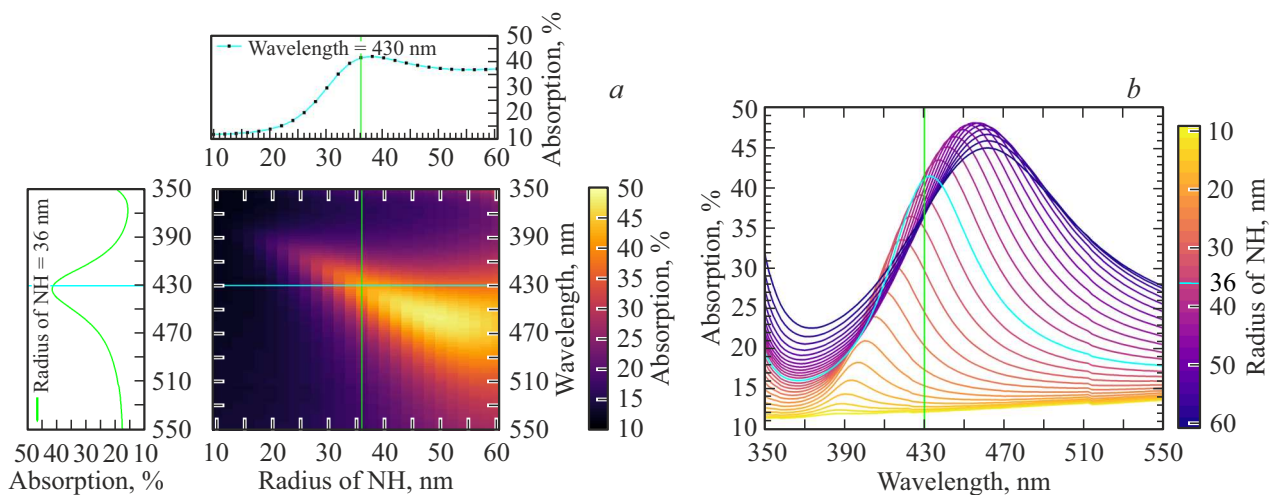 Wavelength = 430 nm
50
40
30
20
10
Absorption, %
10 20 30 40 50 60
a
Radius of NH = 36 nm
350
390
430
470
510
550
50 40 30 20 10
Absorption, %
10 20 30 40 50 60
Radius of NH, nm
350
390
430
470
510
550
Wavelength, nm
50
45
40
35
30
25
20
15
10
Absorption, %
b
50
45
40
35
30
25
20
15
10
Absorption, %
350 390 430 470 510 550
Wavelength, nm
10
20
30
36
40
50
60
Radius of NH, nm